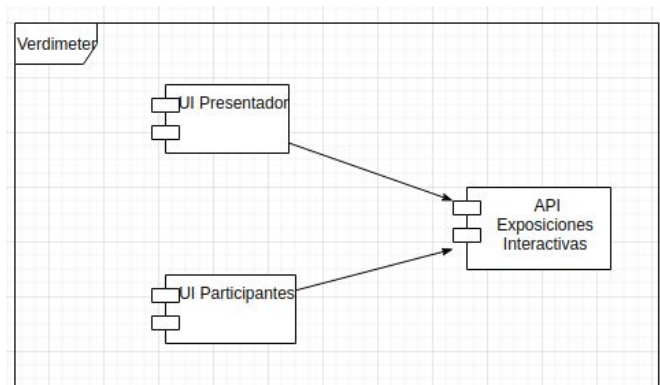 Verdimeter
UI Presentador
API
Exposiciones
Interactivas
UI Participantes